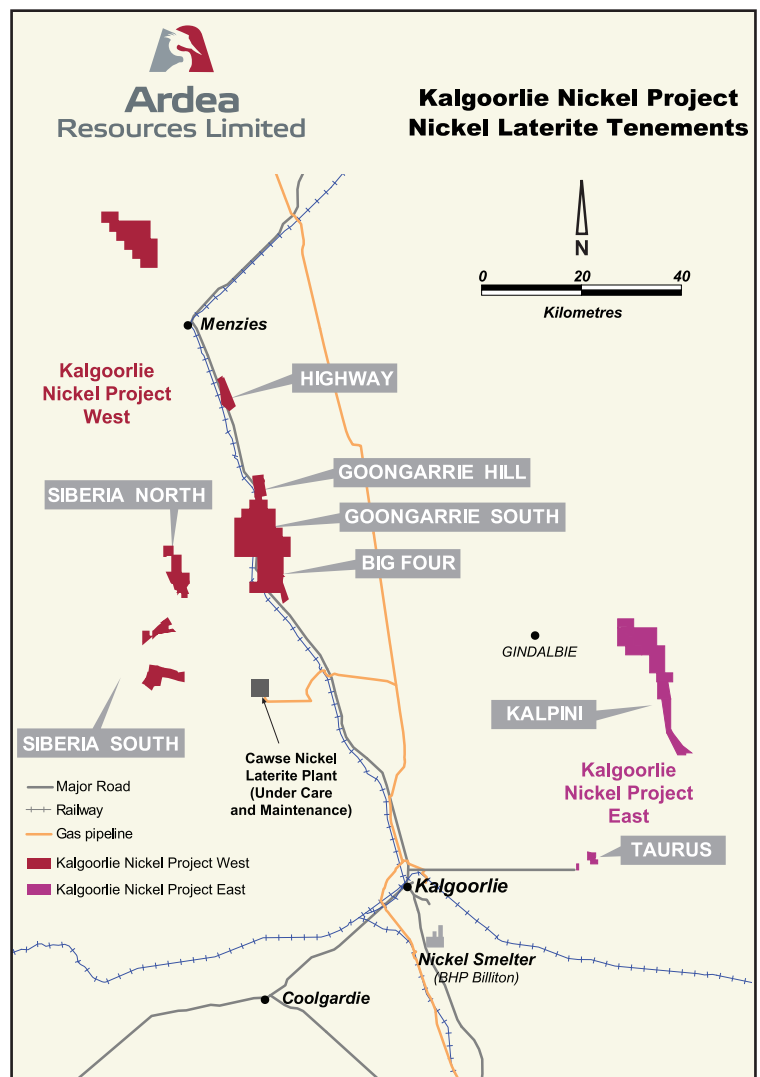 Ardea
Resources Limited
Kalgoorlie Nickel Project
Nickel Laterite Tenements
N
0 20 40
Kilometres
Menzies
Kalgoorlie
Nickel Project
West
HIGHWAY
GOONGARRIE HILL
SIBERIA NORTH
GOONGARRIE SOUTH
BIG FOUR
GINDALBIE
KALPINI
SIBERIA SOUTH
Cawse Nickel
Laterite Plant
(Under Care
and Maintenance)
Kalgoorlie
Nickel Project
East
Major Road
Railway
Gas pipeline
Kalgoorlie Nickel Project West
Kalgoorlie Nickel Project East
TAURUS
Kalgoorlie
Nickel Smelter
(BHP Billiton)
Coolgardie